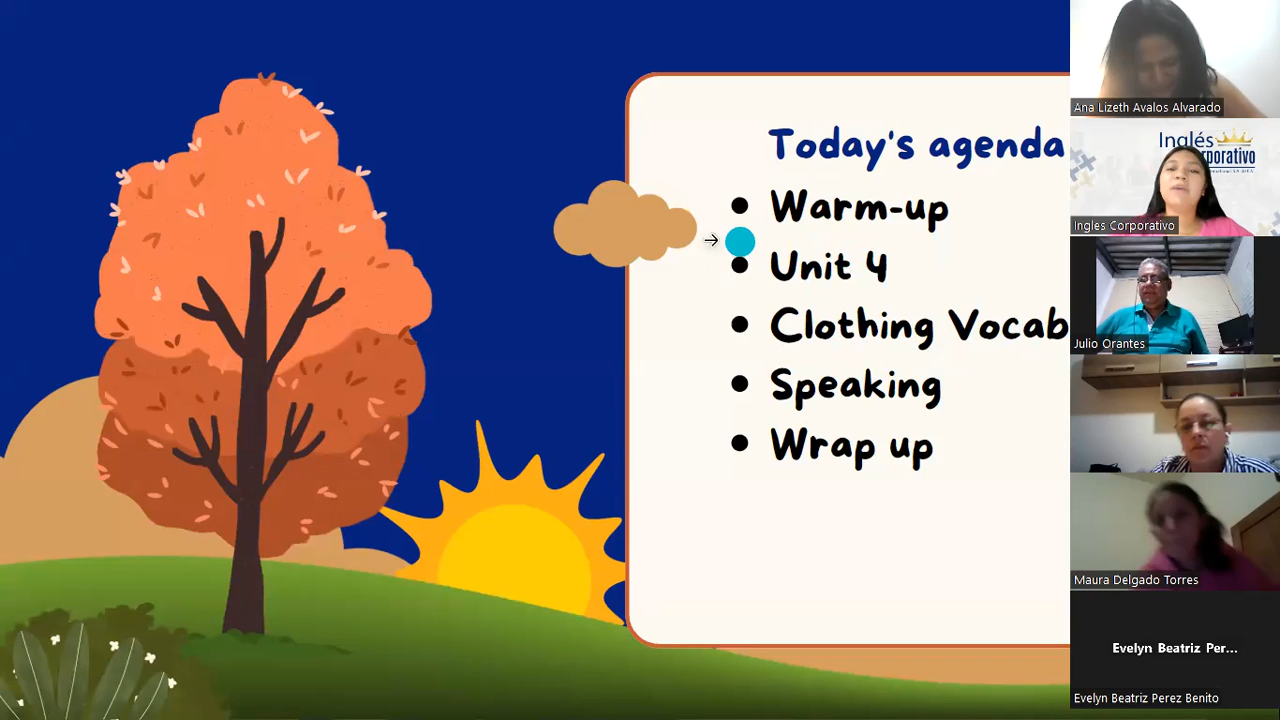 Today's agenda
Warm-up
Unit 4
Clothing Vocab
Speaking
Wrap up
Ana Lizeth Avalos Alvarado
Inglés
Ingles Corporativo
Julio Orantes
Maura Delgado Torres
Evelyn Beatriz Per...
Evelyn Beatriz Perez Benito